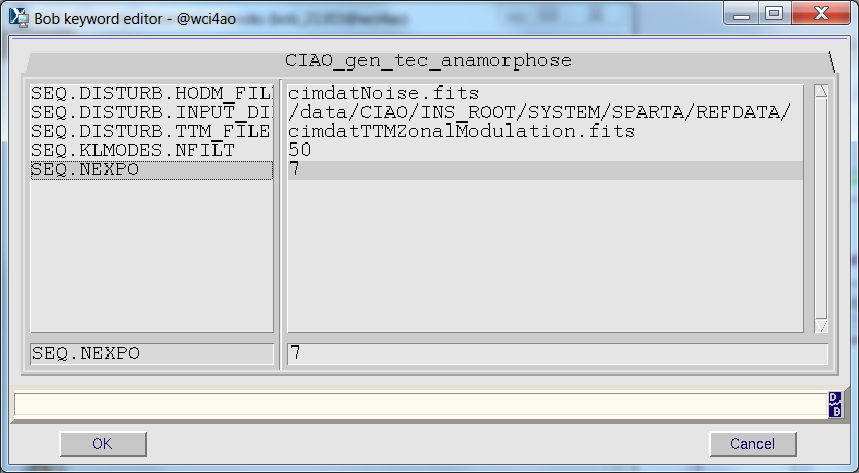 Bob keyword editor - @wci4ao
CIAO_gen_tec_anamorphose
SEQ.DISTURB.HODM_FIL cimdatNoise.fits
SEQ.DISTURB.INPUT_DI /data/CIAO/INS_ROOT/SYSTEM/SPARTA/REFDATA/
SEQ.DISTURB.TTM_FILE cimdatTTMZonalModulation.fits
SEQ.KLMODES.NFILT 50
SEQ.NEXPO 7
SEQ.NEXPO 7
D
B
OK Cancel